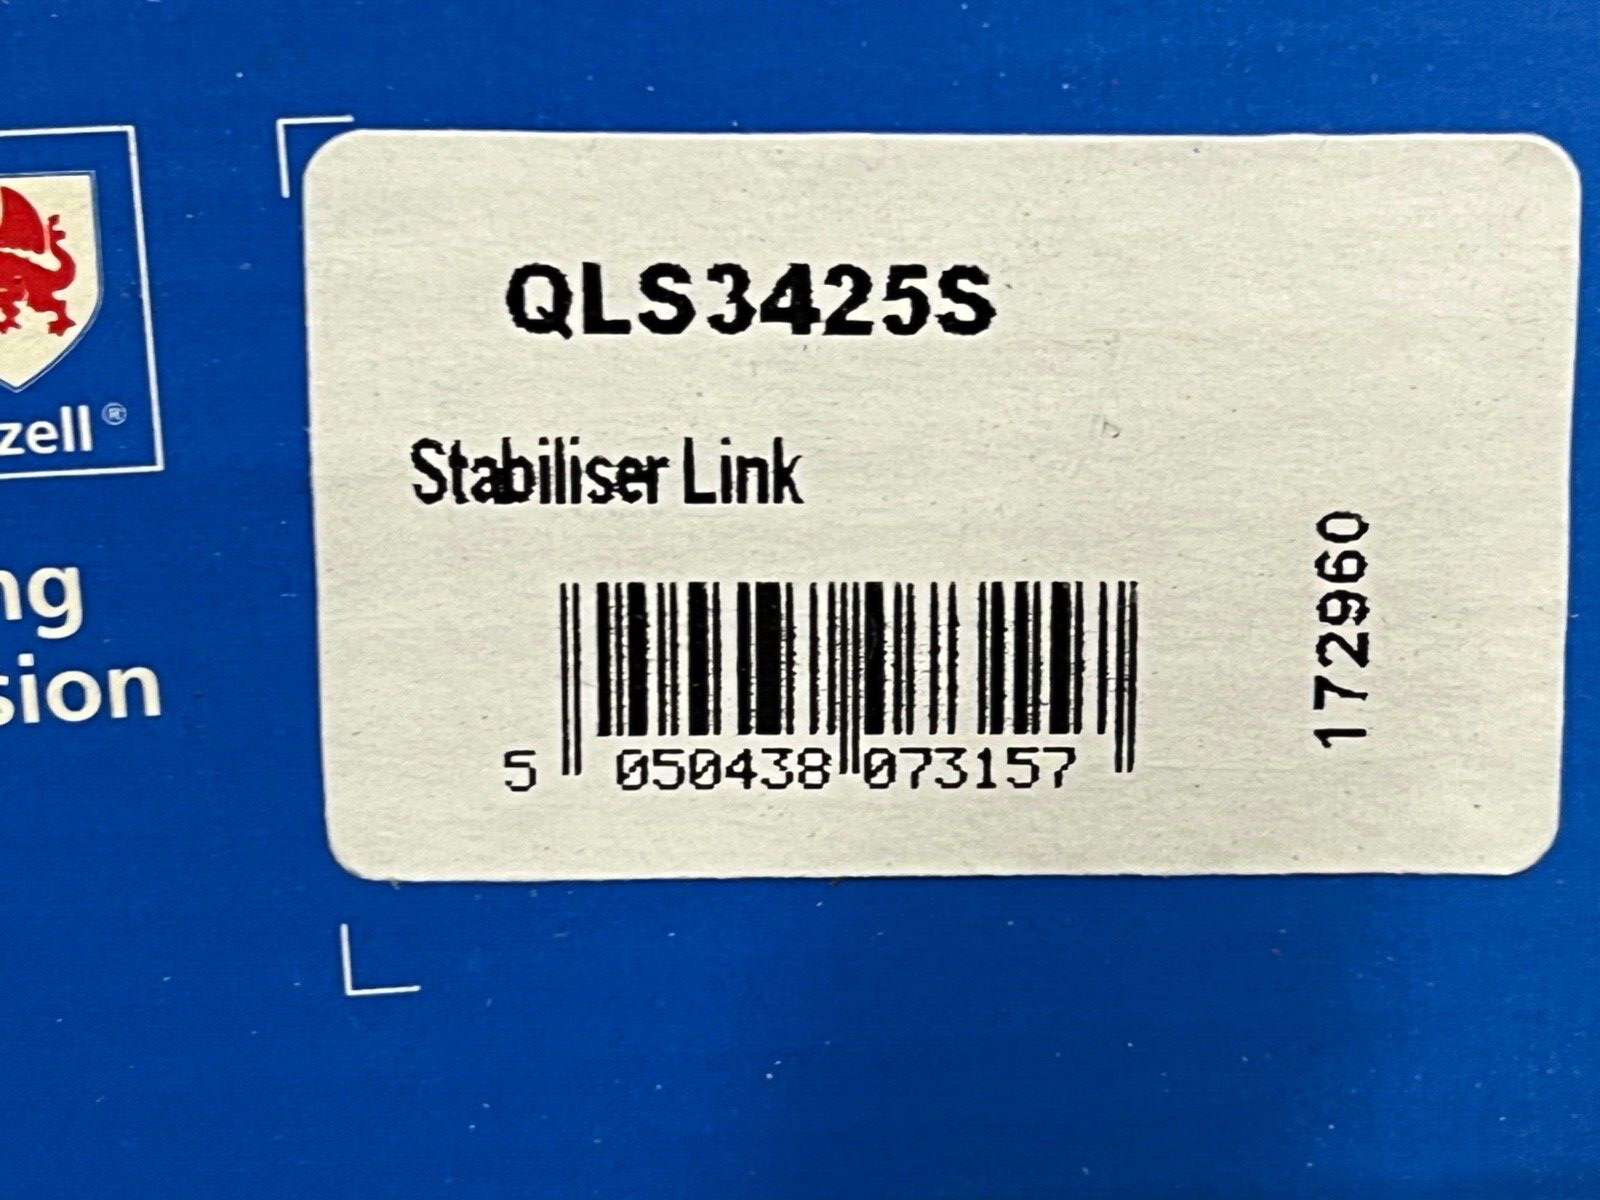 QLS3425S
Stabiliser Link
5 050438 073157
172960
zell®
ng
sion